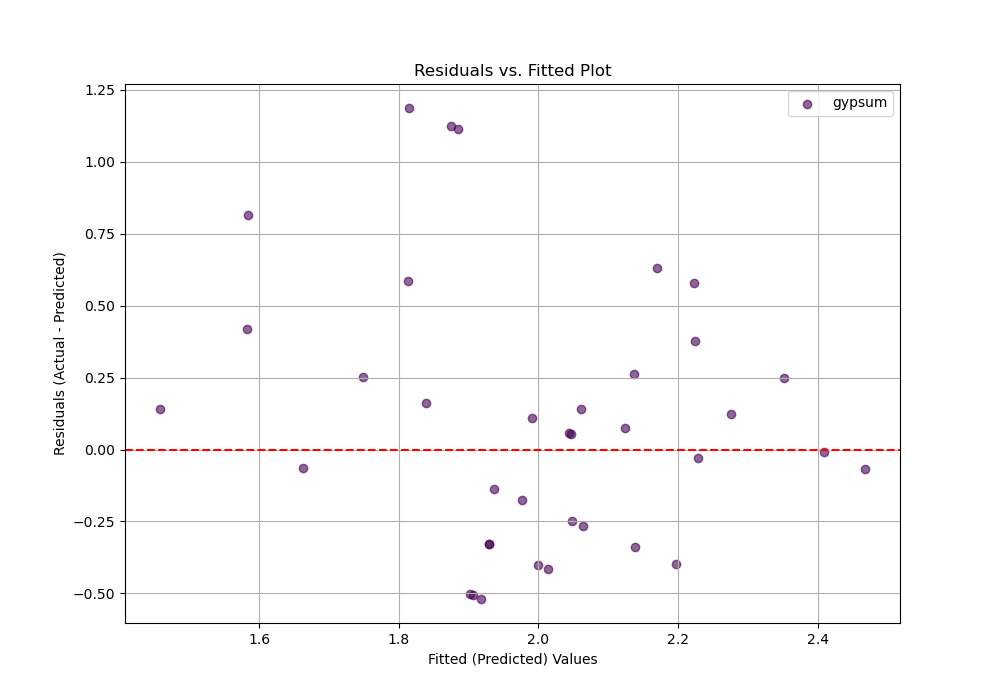 Residuals vs. Fitted Plot
gypsum
1.25
1.00
0.75
0.50
0.25
0.00
−0.25
−0.50
Residuals (Actual - Predicted)
1.6 1.8 2.0 2.2 2.4
Fitted (Predicted) Values